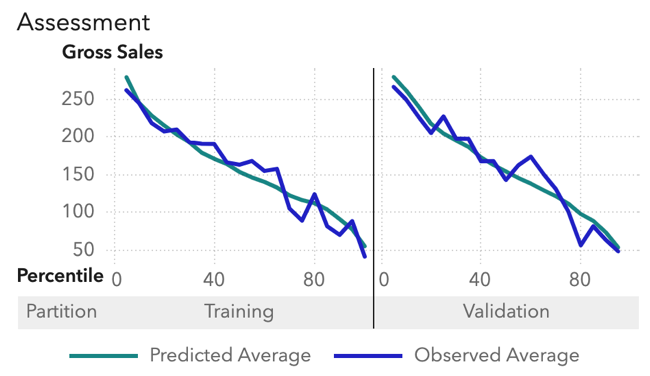 Assessment
Gross Sales
250
200
150
100
50
Percentile 0 40 80 0 40 80
Partition Training Validation
Predicted Average Observed Average